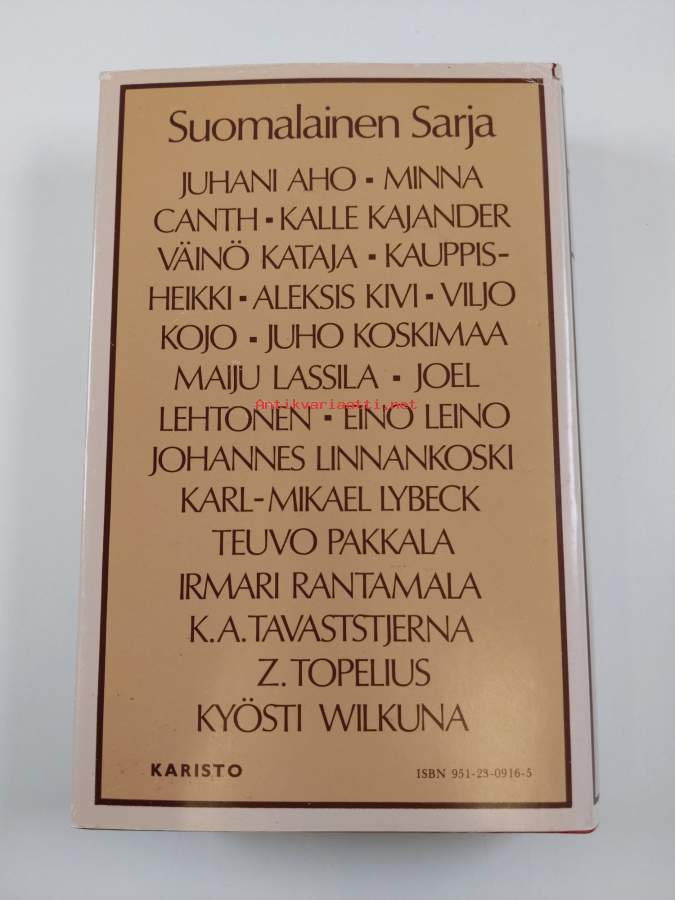 Suomalainen Sarja
JUHANI AHO ▪ MINNA
CANTH ▪ KALLE KAJANDER
VÄINÖ KATAJA ▪ KAUPPIS-
HEIKKI ▪ ALEKSIS KIVI ▪ VILJO
KOJO ▪ JUHO KOSKIMAA
MAIJU LASSILA ▪ JOEL
Antikvariaatti.net
LEHTONEN ▪ EINO LEINO
JOHANNES LINNANKOSKI
KARL-MIKAEL LYBECK
TEUVO PAKKALA
IRMARI RANTAMALA
K.A. TAVASTSTJERNA
Z. TOPELIUS
KYÖSTI WILKUNA
KARISTO
ISBN 951-23-0916-5